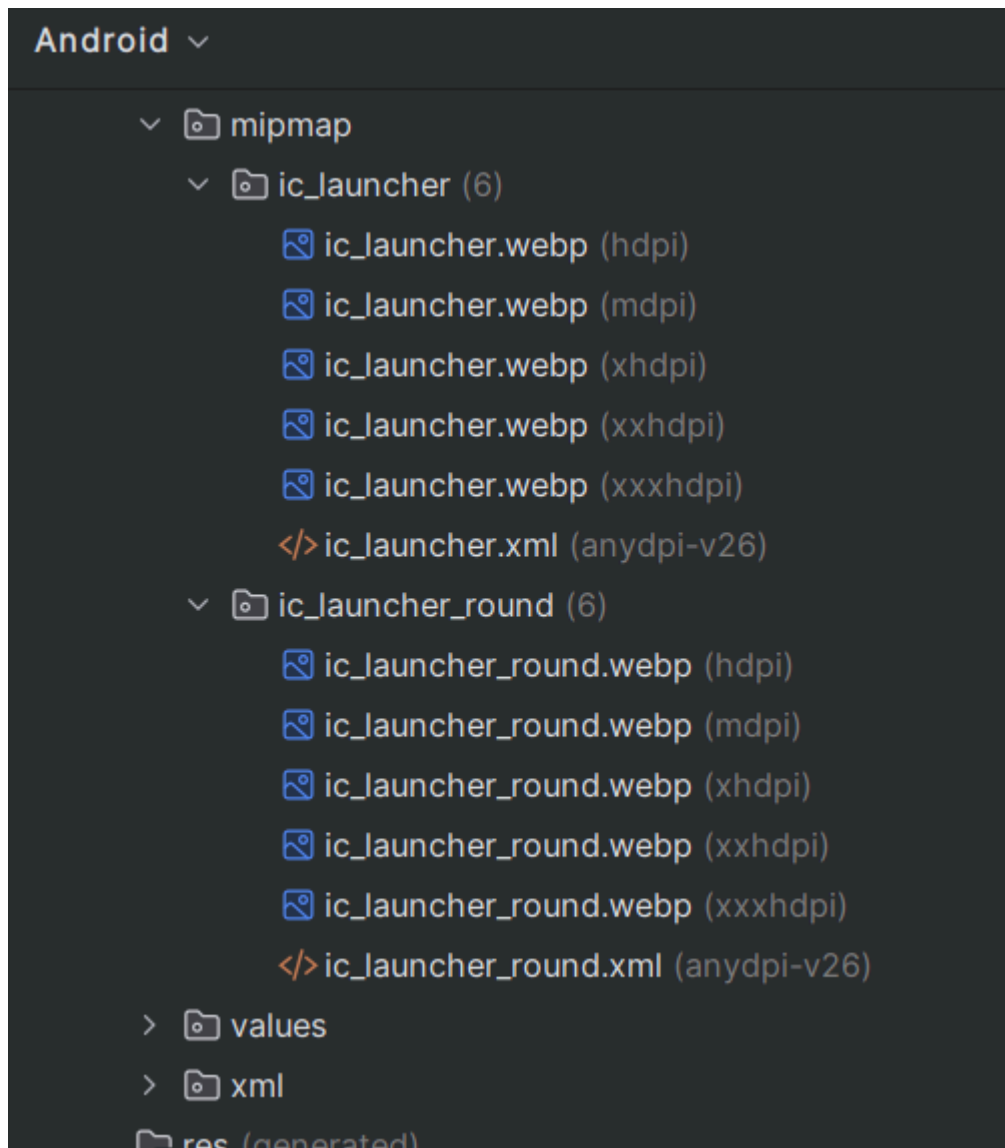 Android
mipmap
ic_launcher (6)
ic_launcher.webp (hdpi)
ic_launcher.webp (mdpi)
ic_launcher.webp (xhdpi)
ic_launcher.webp (xxhdpi)
ic_launcher.webp (xxxhdpi)
</> ic_launcher.xml (anydpi-v26)
ic_launcher_round (6)
ic_launcher_round.webp (hdpi)
ic_launcher_round.webp (mdpi)
ic_launcher_round.webp (xhdpi)
ic_launcher_round.webp (xxhdpi)
ic_launcher_round.webp (xxxhdpi)
</> ic_launcher_round.xml (anydpi-v26)
values
xml
res (generated)